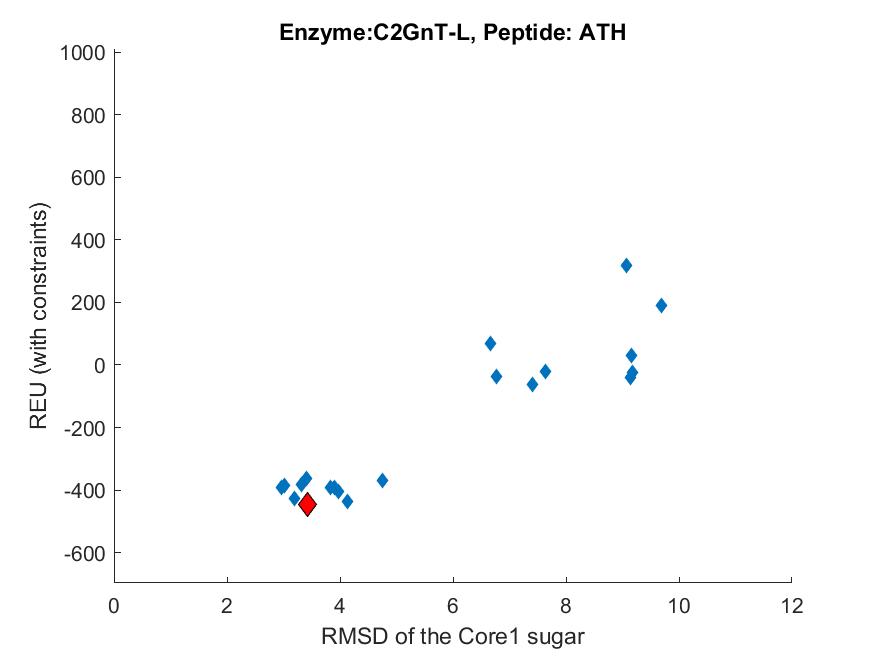 Enzyme:C2GnT-L, Peptide: ATH
1000
800
600
400
200
0
-200
-400
-600
REU (with constraints)
0 2 4 6 8 10 12
RMSD of the Core1 sugar